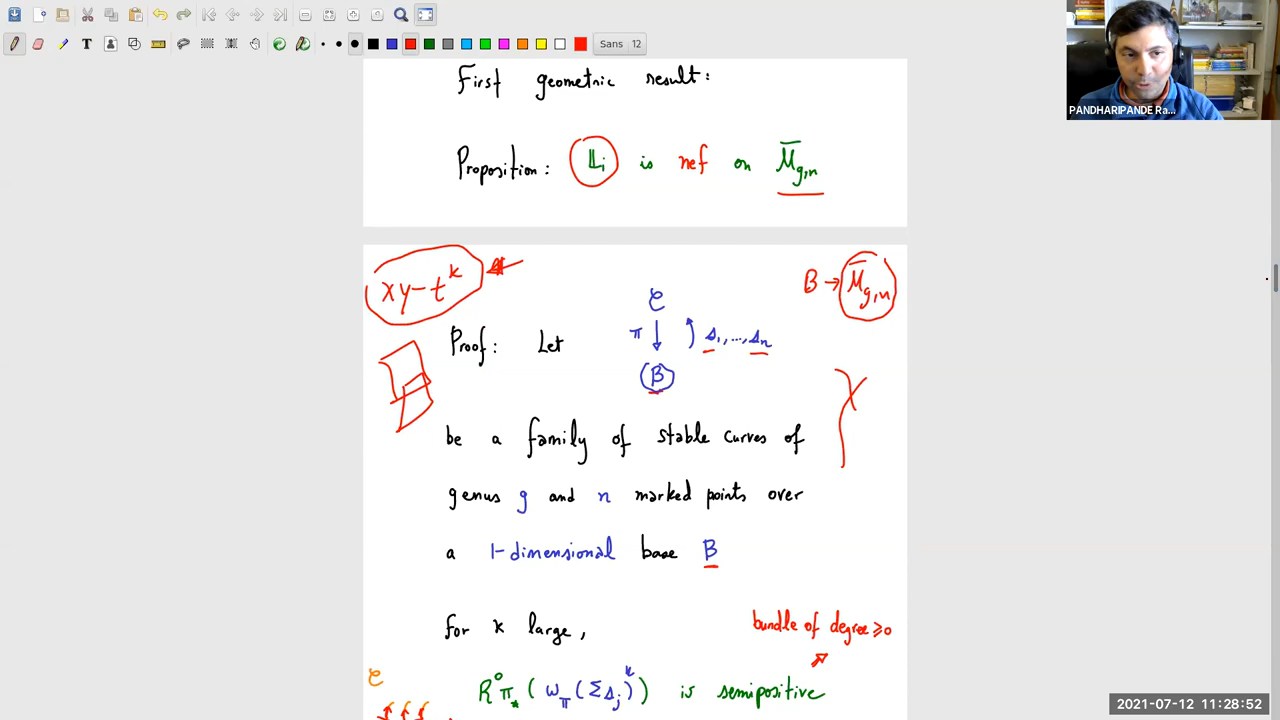 Sans 12
PANDHARIPANDE Ra...
First geometric result:
Proposition: 𝕃i is nef on M̄g,n
xy-t^k
B → M̄g,n
𝒞
Proof: Let π ↓ s1,...,sn
B
be a family of stable curves of
genus g and n marked points over
a 1-dimensional base B
for k large,
bundle of degree ≥0
𝒞
R⁰π*(ωπ(Σsj)^k) is semipositive
2021-07-12 11:28:52